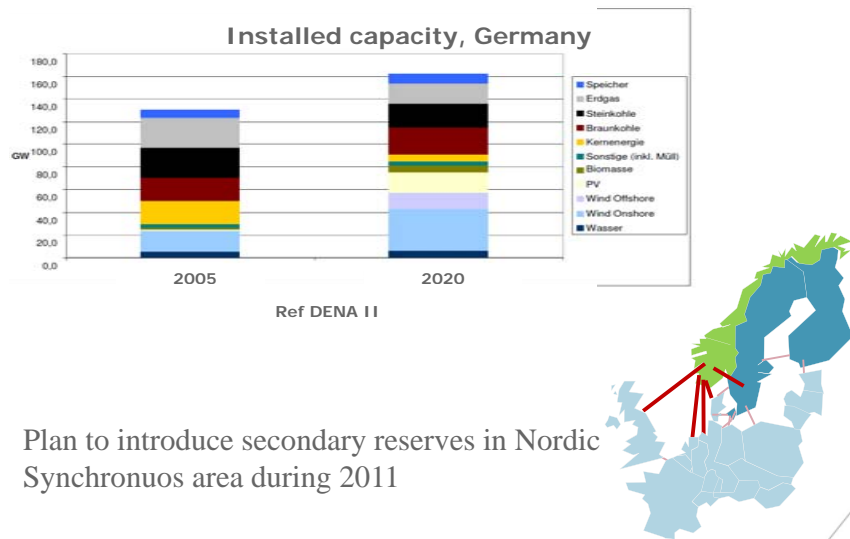 Installed capacity, Germany
180,0
160,0
140,0
120,0
GW
100,0
80,0
60,0
40,0
20,0
0,0
2005
2020
Speicher
Erdgas
Steinkohle
Braunkohle
Kernenergie
Sonstige (inkl. Müll)
Biomasse
PV
Wind Offshore
Wind Onshore
Wasser
Ref DENA II
Plan to introduce secondary reserves in Nordic
Synchronuos area during 2011